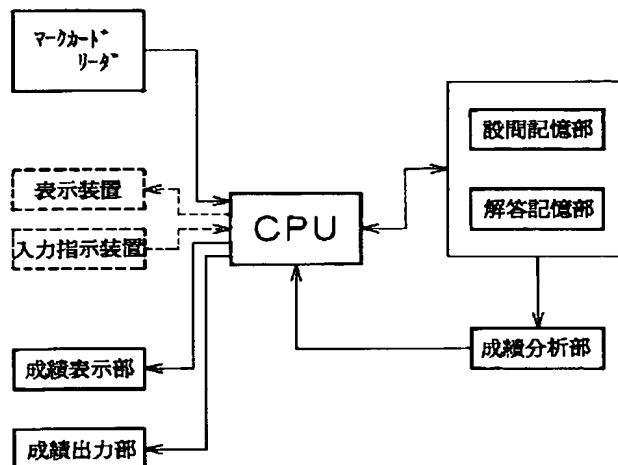 マークカード
リーダ
設問記憶部
表示装置
解答記憶部
CPU
入力指示装置
成績表示部
成績分析部
成績出力部